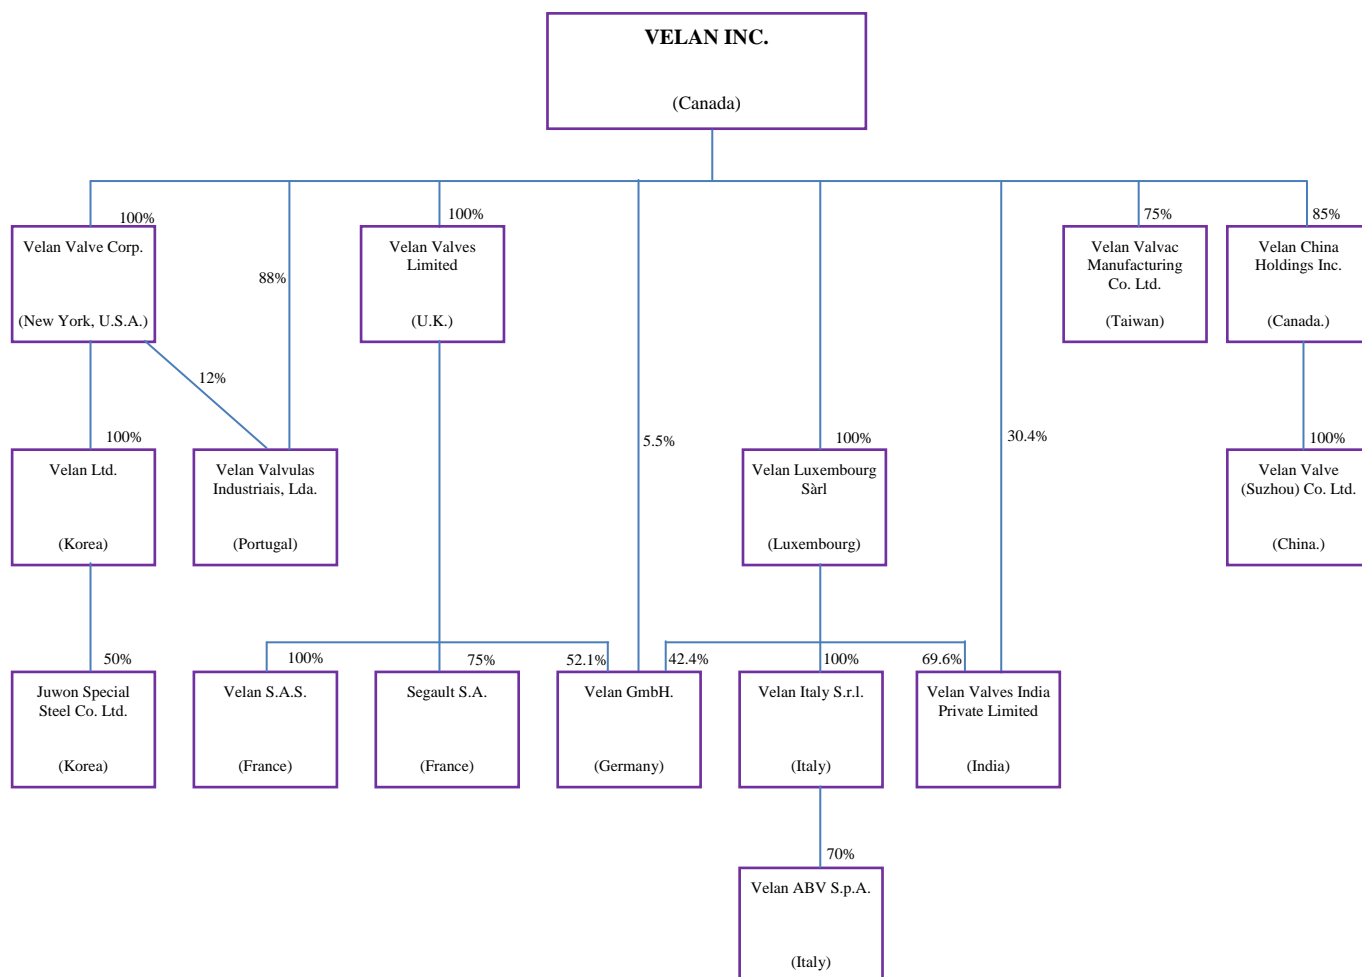 VELAN INC.
(Canada)
100%
Velan Valve Corp.
(New York, U.S.A.)
88%
100%
Velan Valves
Limited
(U.K.)
75%
Velan Valvac
Manufacturing
Co. Ltd.
(Taiwan)
85%
Velan China
Holdings Inc.
(Canada.)
12%
100%
Velan Ltd.
(Korea)
Velan Valvulas
Industriais, Lda.
(Portugal)
5.5%
100%
Velan Luxembourg
Sàrl
(Luxembourg)
30.4%
100%
Velan Valve
(Suzhou) Co. Ltd.
(China.)
50%
Juwon Special
Steel Co. Ltd.
(Korea)
100%
Velan S.A.S.
(France)
75%
Segault S.A.
(France)
52.1%
42.4%
Velan GmbH.
(Germany)
100%
Velan Italy S.r.l.
(Italy)
69.6%
Velan Valves India
Private Limited
(India)
70%
Velan ABV S.p.A.
(Italy)